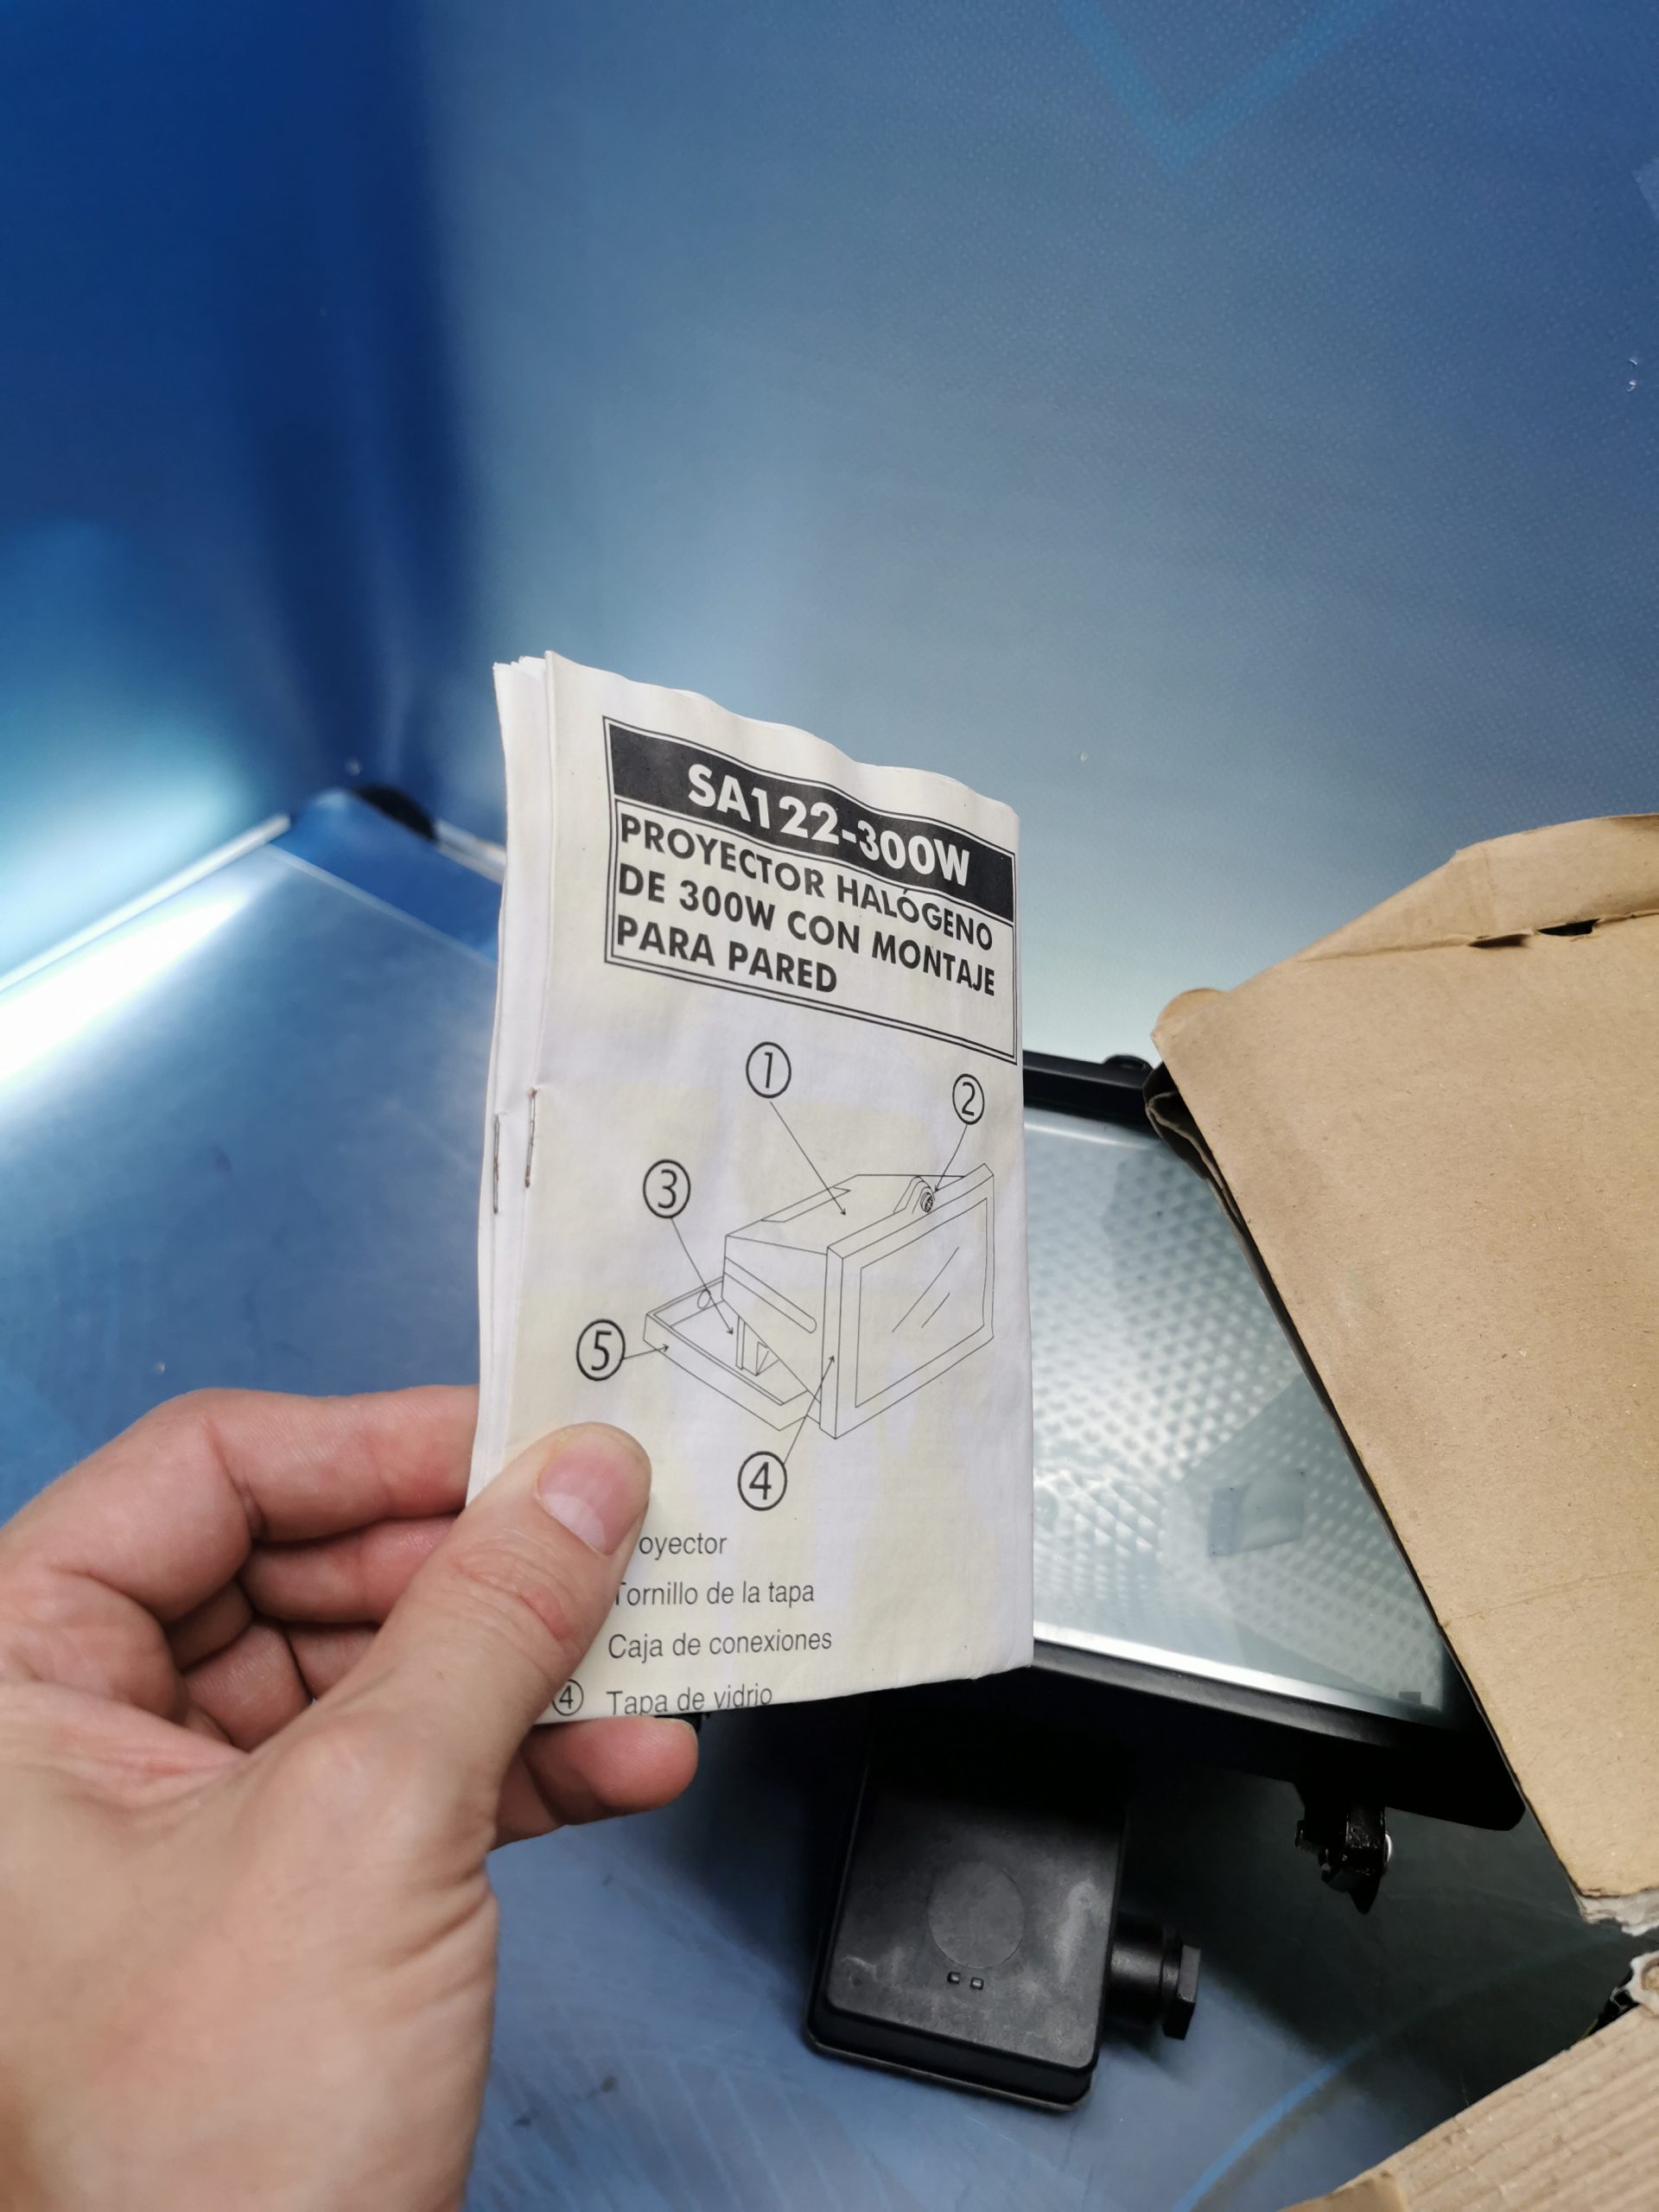 SA122-300W
PROYECTOR HALÓGENO
DE 300W CON MONTAJE
PARA PARED
①
②
③
⑤
④
oyector
Tornillo de la tapa
Caja de conexiones
④ Tapa de vidrio